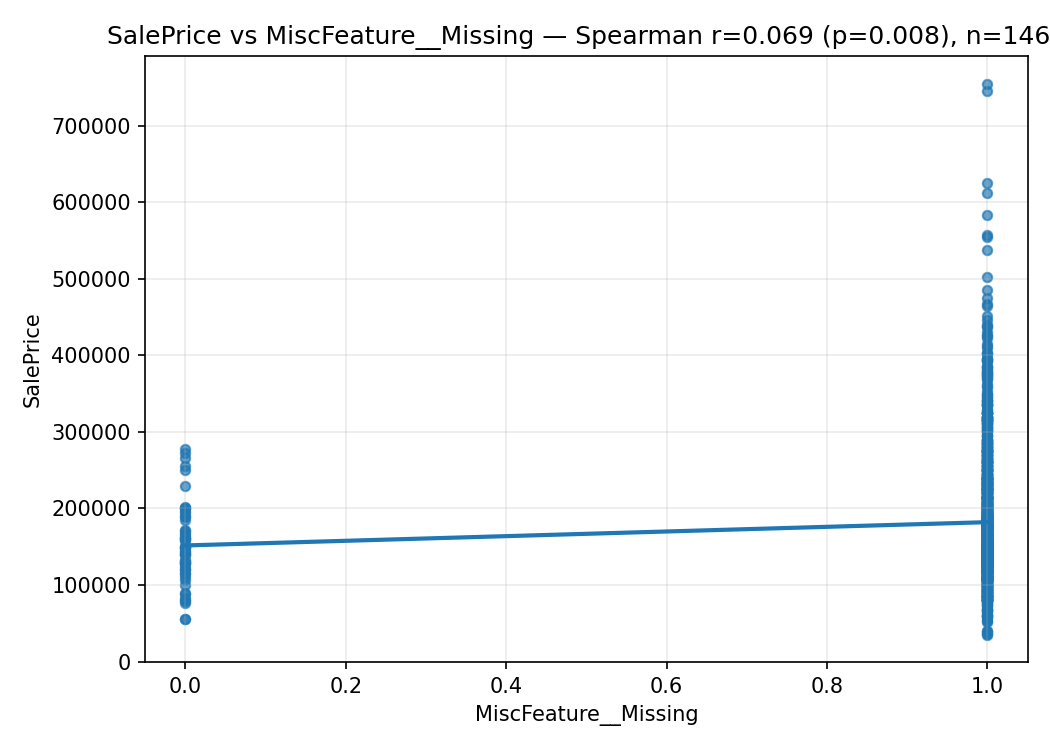 SalePrice vs MiscFeature__Missing — Spearman r=0.069 (p=0.008), n=146
700000
600000
500000
400000
300000
200000
100000
0
SalePrice
0.0 0.2 0.4 0.6 0.8 1.0
MiscFeature__Missing